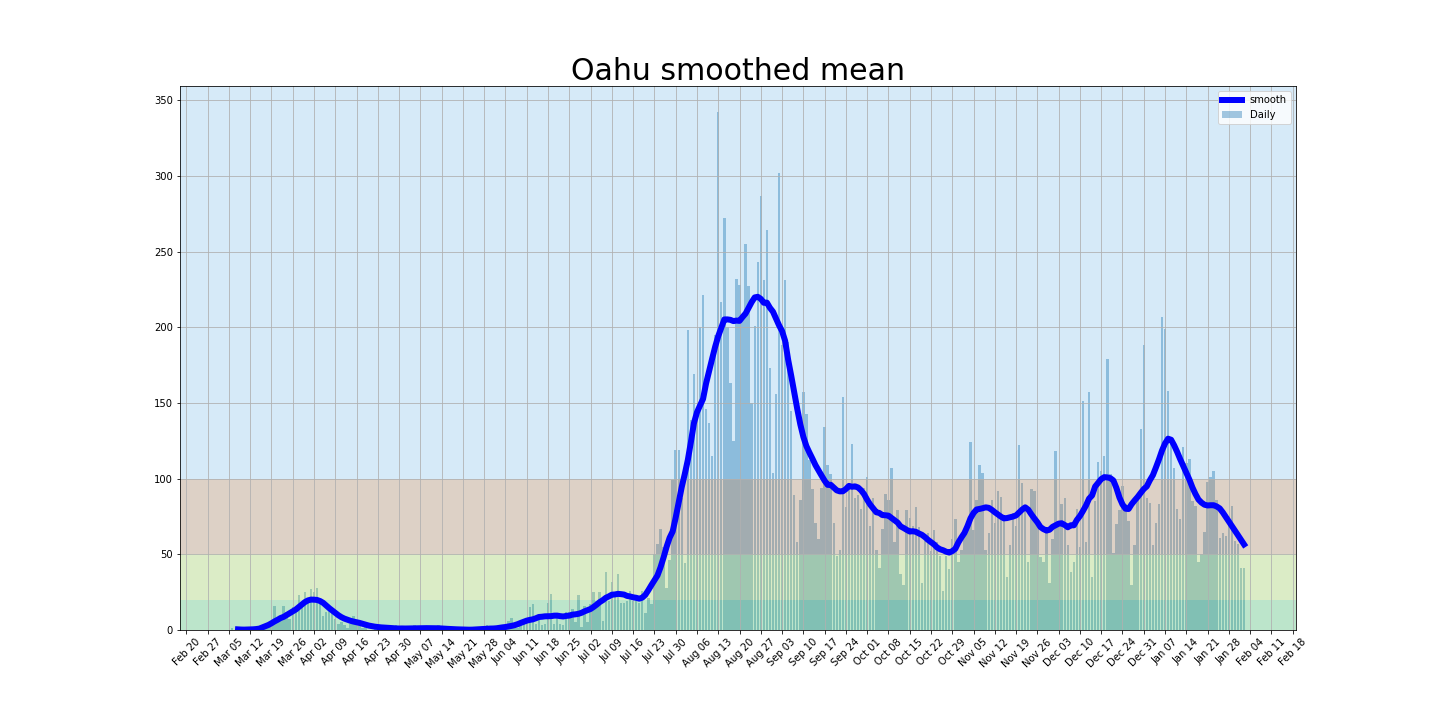 Oahu smoothed mean
smooth
Daily
350
300
250
200
150
100
50
0
Feb 20
Feb 27
Mar 05
Mar 12
Mar 19
Mar 26
Apr 02
Apr 09
Apr 16
Apr 23
Apr 30
May 07
May 14
May 21
May 28
Jun 04
Jun 11
Jun 18
Jun 25
Jul 02
Jul 09
Jul 16
Jul 23
Jul 30
Aug 06
Aug 13
Aug 20
Aug 27
Sep 03
Sep 10
Sep 17
Sep 24
Oct 01
Oct 08
Oct 15
Oct 22
Oct 29
Nov 05
Nov 12
Nov 19
Nov 26
Dec 03
Dec 10
Dec 17
Dec 24
Dec 31
Jan 07
Jan 14
Jan 21
Jan 28
Feb 04
Feb 11
Feb 18